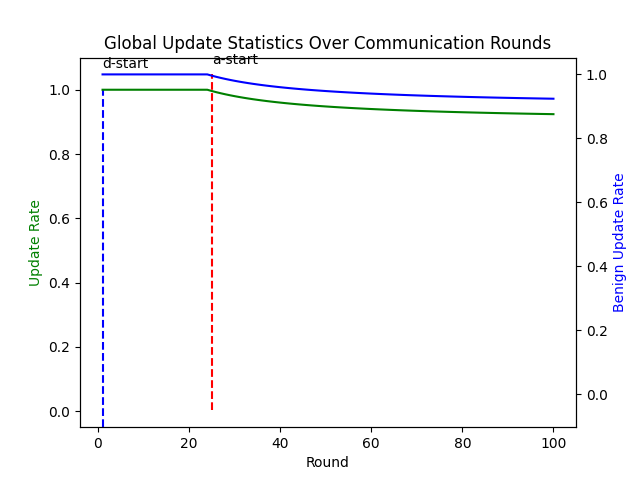 Global Update Statistics Over Communication Rounds
d-start
a-start
1.0
0.8
0.6
0.4
0.2
0.0
Update Rate
1.0
0.8
0.6
0.4
0.2
0.0
Benign Update Rate
0 20 40 60 80 100
Round